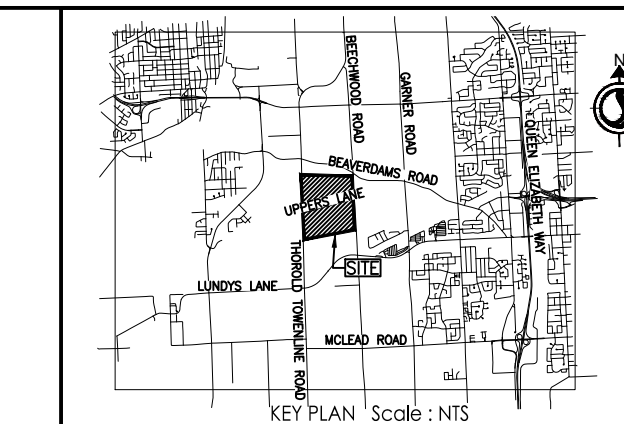 N
BEECHWOOD ROAD
GARNER ROAD
QUEEN ELIZABETH WAY
BEAVERDAMS ROAD
UPPERS LANE
SITE
THOROLD TOWENLINE ROAD
LUNDYS LANE
MCLEAD ROAD
KEY PLAN Scale : NTS